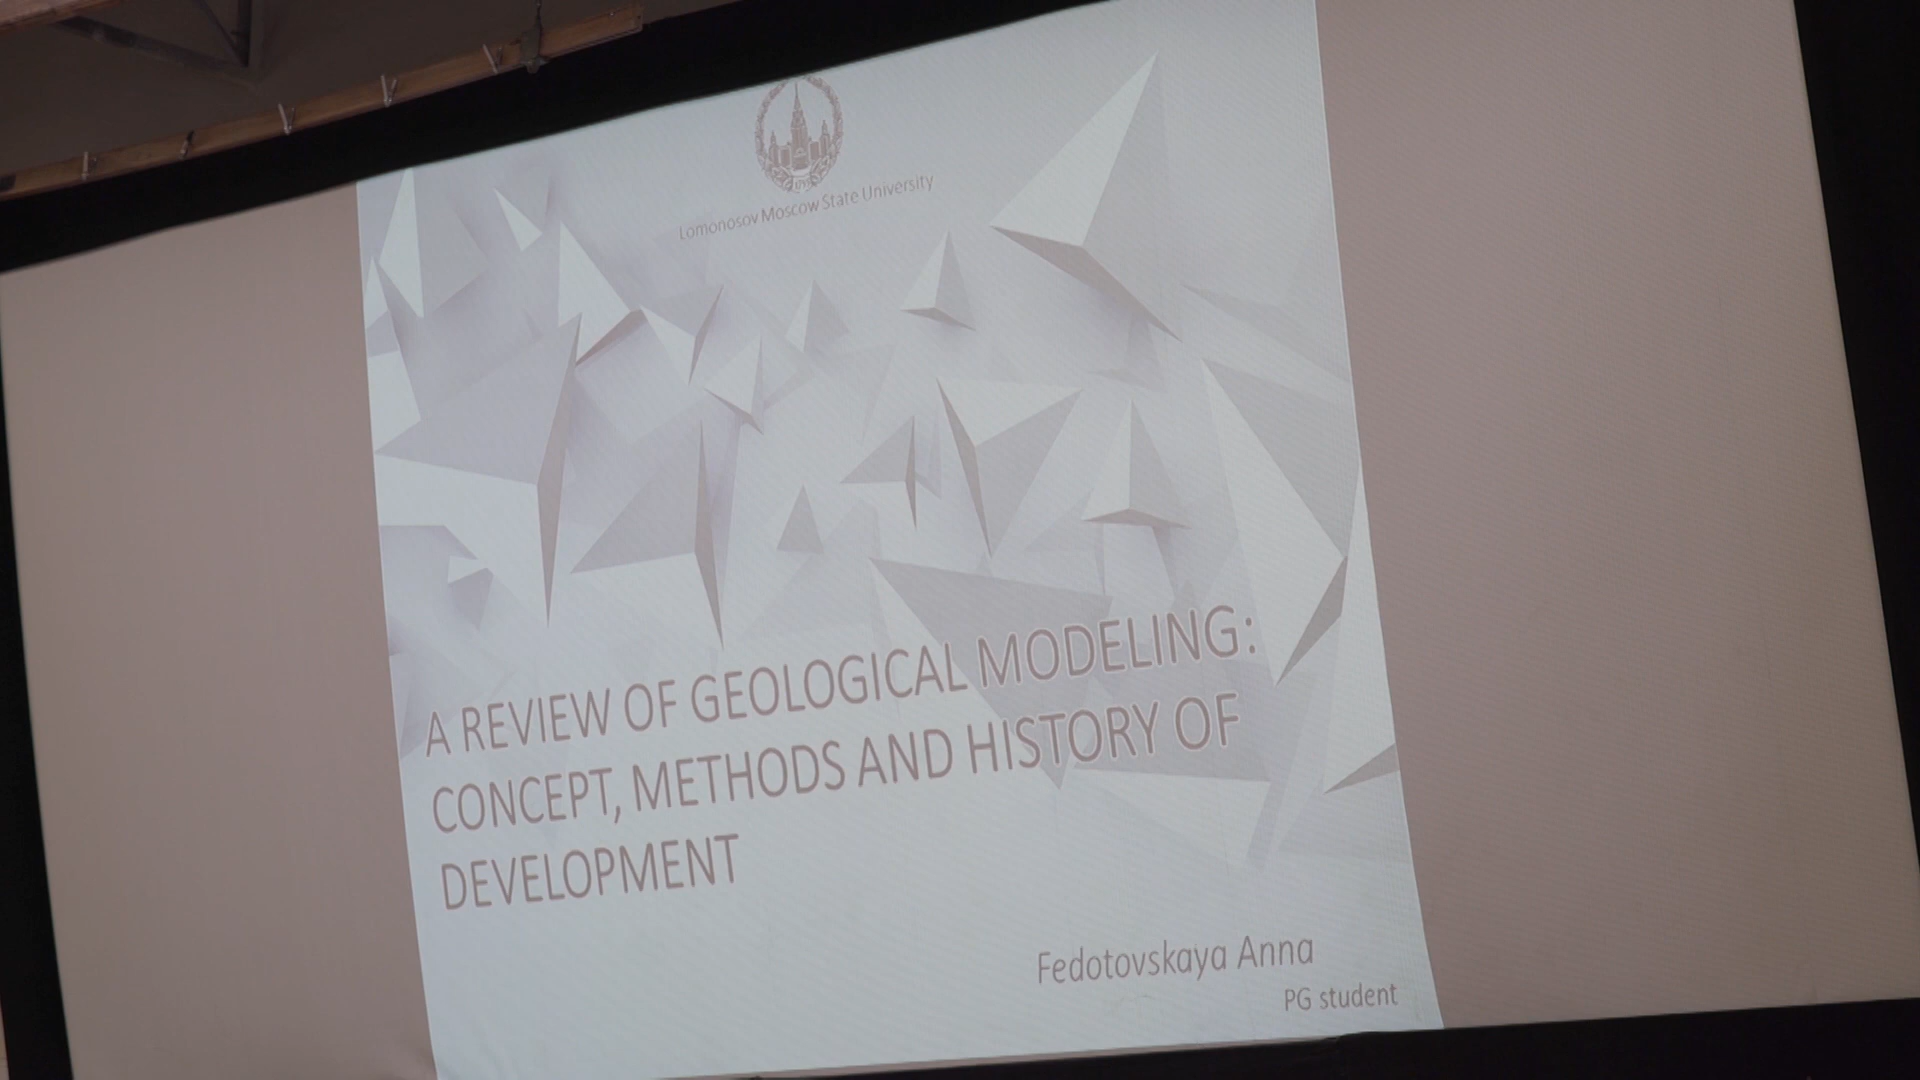 Lomonosov Moscow State University
A REVIEW OF GEOLOGICAL MODELING:
CONCEPT, METHODS AND HISTORY OF
DEVELOPMENT
Fedotovskaya Anna
PG student